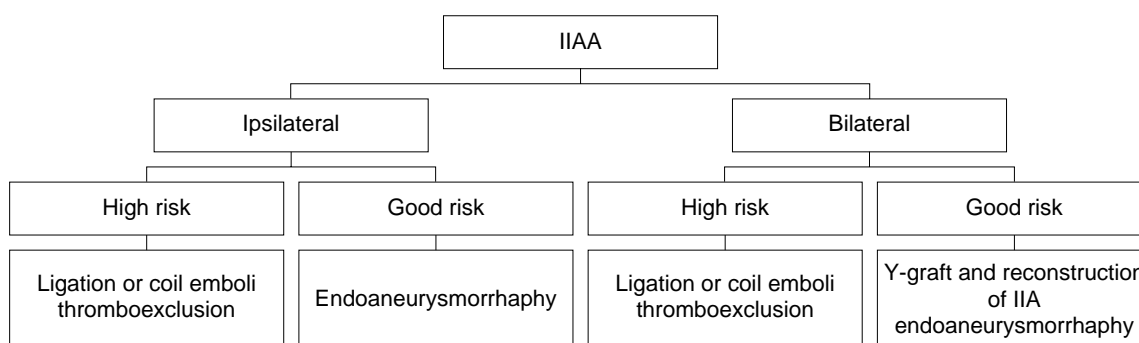 IIAA
Ipsilateral
Bilateral
High risk
Good risk
High risk
Good risk
Ligation or coil emboli
thromboexclusion
Endoaneurysmorrhaphy
Ligation or coil emboli
thromboexclusion
Y-graft and reconstruction
of IIA
endoaneurysmorrhaphy